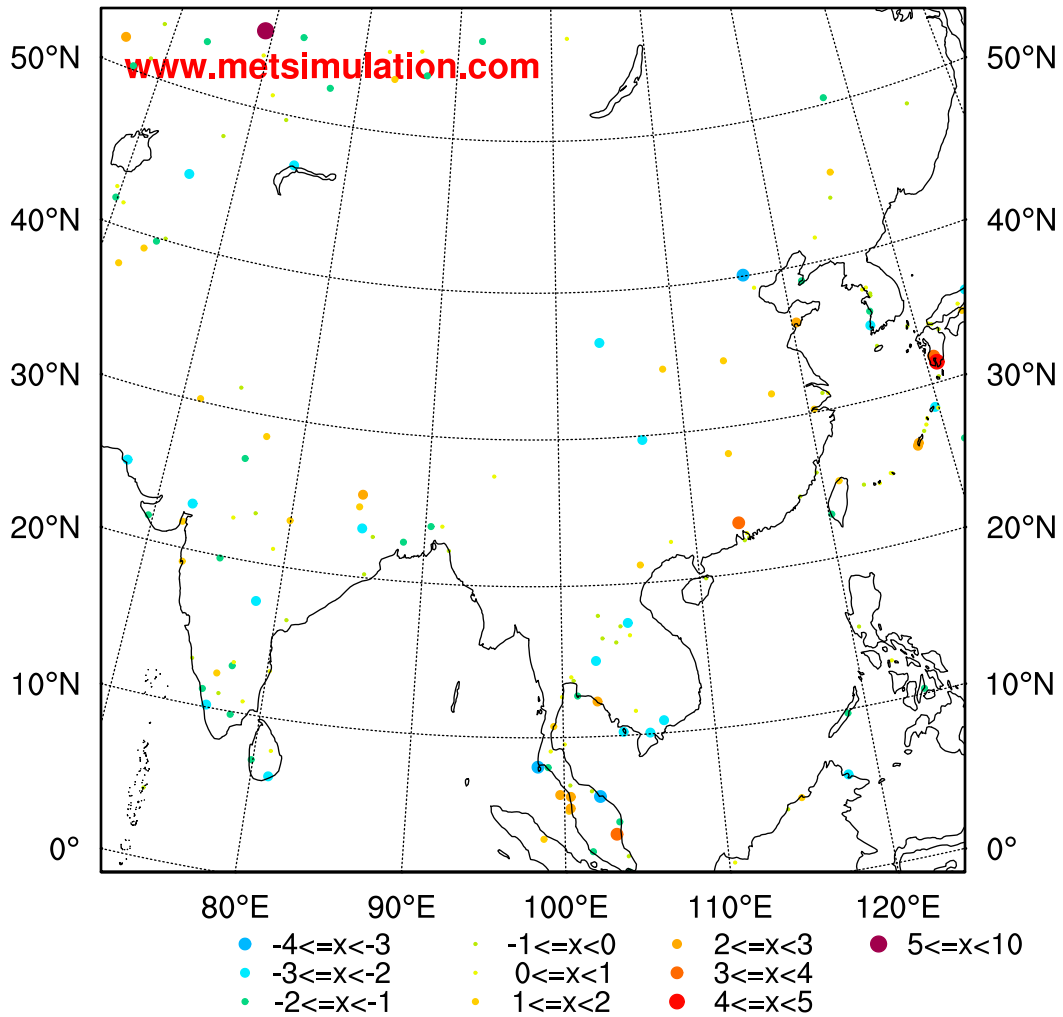 www.metsimulation.com
50°N 50°N
40°N 40°N
30°N 30°N
20°N 20°N
10°N 10°N
0° 0°
80°E 90°E 100°E 110°E 120°E
-4<=x<-3 -1<=x<0 2<=x<3 5<=x<10
-3<=x<-2 0<=x<1 3<=x<4
-2<=x<-1 1<=x<2 4<=x<5